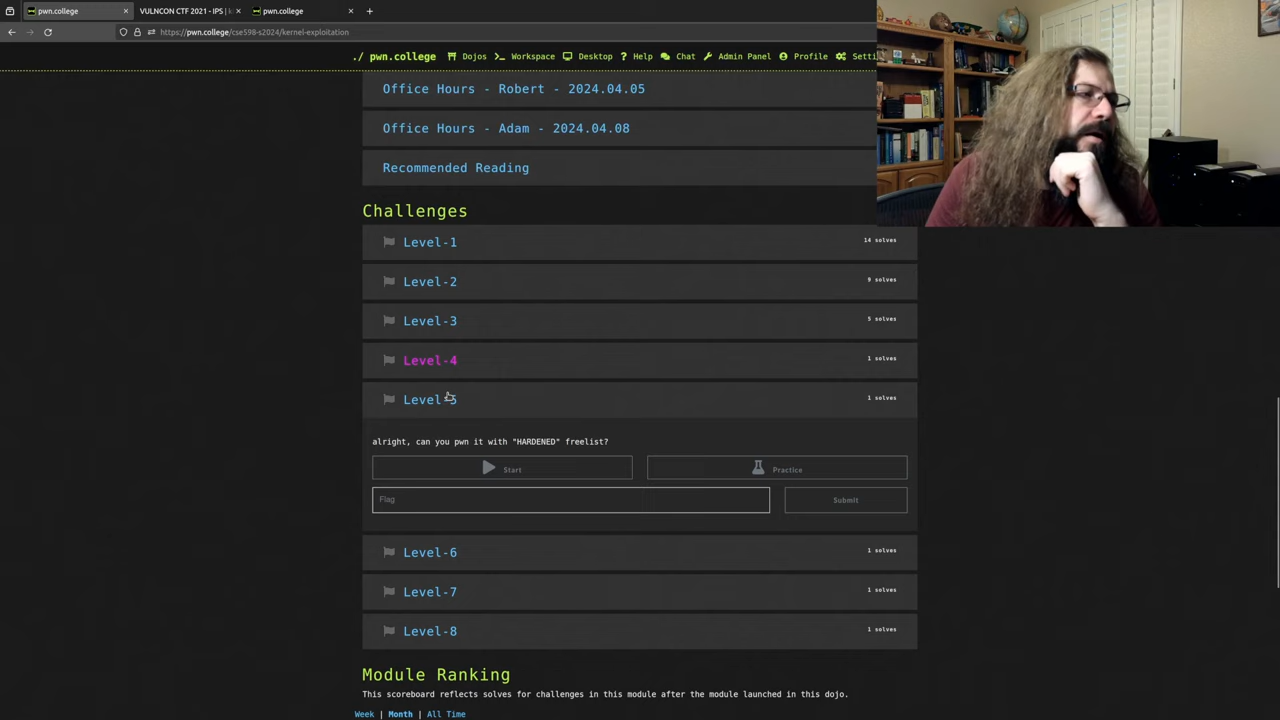 pwn.college
VULNCON CTF 2021 - IPS | k
pwn.college
https://pwn.college/cse598-s2024/kernel-exploitation
./ pwn.college Dojos Workspace Desktop Help Chat Admin Panel Profile Setti
Office Hours - Robert - 2024.04.05
Office Hours - Adam - 2024.04.08
Recommended Reading
Challenges
Level-1 14 solves
Level-2 9 solves
Level-3 5 solves
Level-4 1 solves
Level-5 1 solves
alright, can you pwn it with "HARDENED" freelist?
Start Practice
Flag Submit
Level-6 1 solves
Level-7 1 solves
Level-8 1 solves
Module Ranking
This scoreboard reflects solves for challenges in this module after the module launched in this dojo.
Week | Month | All Time